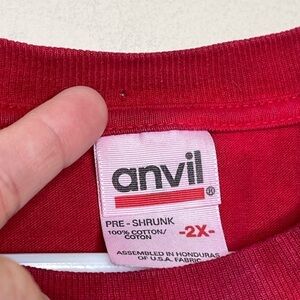 anvil®
PRE-SHRUNK
100% COTTON/
COTON
-2X-
ASSEMBLED IN HONDURAS
OF U.S.A. FABRIC